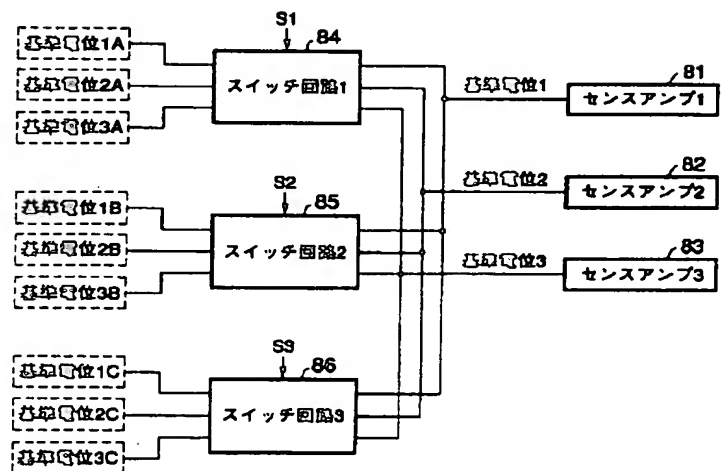 S1
84
基準電位1A
基準電位2A
基準電位3A
スイッチ回路1
基準電位1
81
センスアンプ1
S2
85
基準電位1B
基準電位2B
基準電位3B
スイッチ回路2
基準電位2
82
センスアンプ2
基準電位3
83
センスアンプ3
S3
86
基準電位1C
基準電位2C
基準電位3C
スイッチ回路3